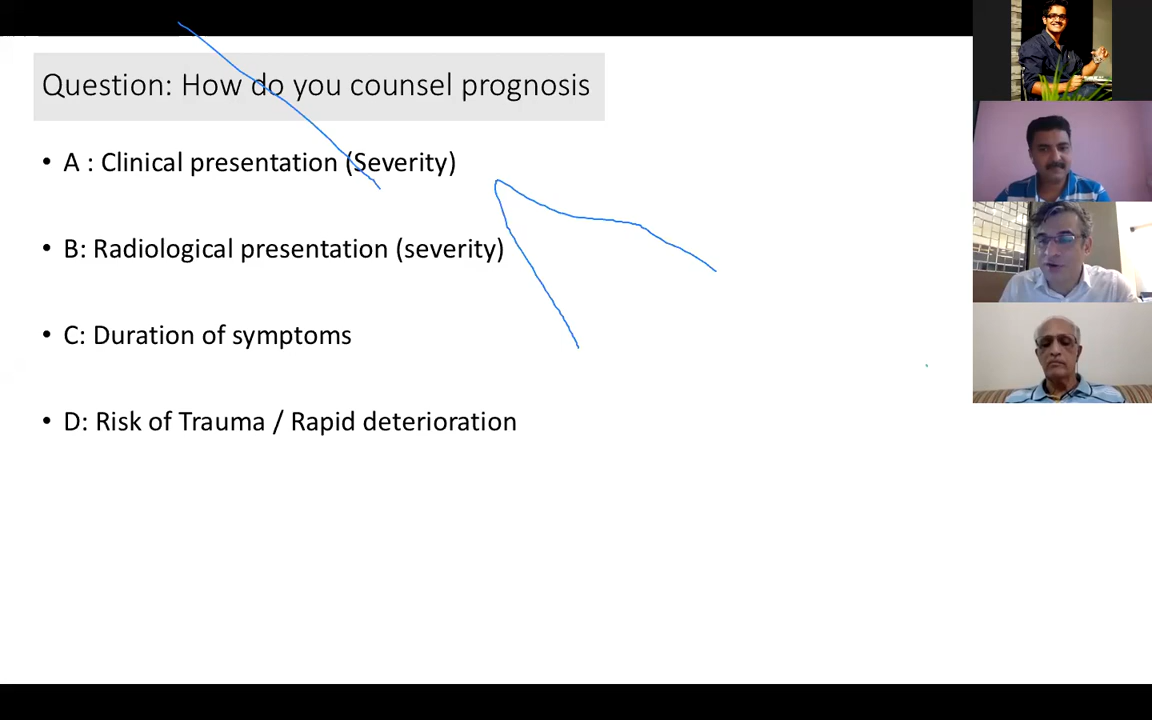 Question: How do you counsel prognosis
• A : Clinical presentation (Severity)
• B: Radiological presentation (severity)
• C: Duration of symptoms
• D: Risk of Trauma / Rapid deterioration